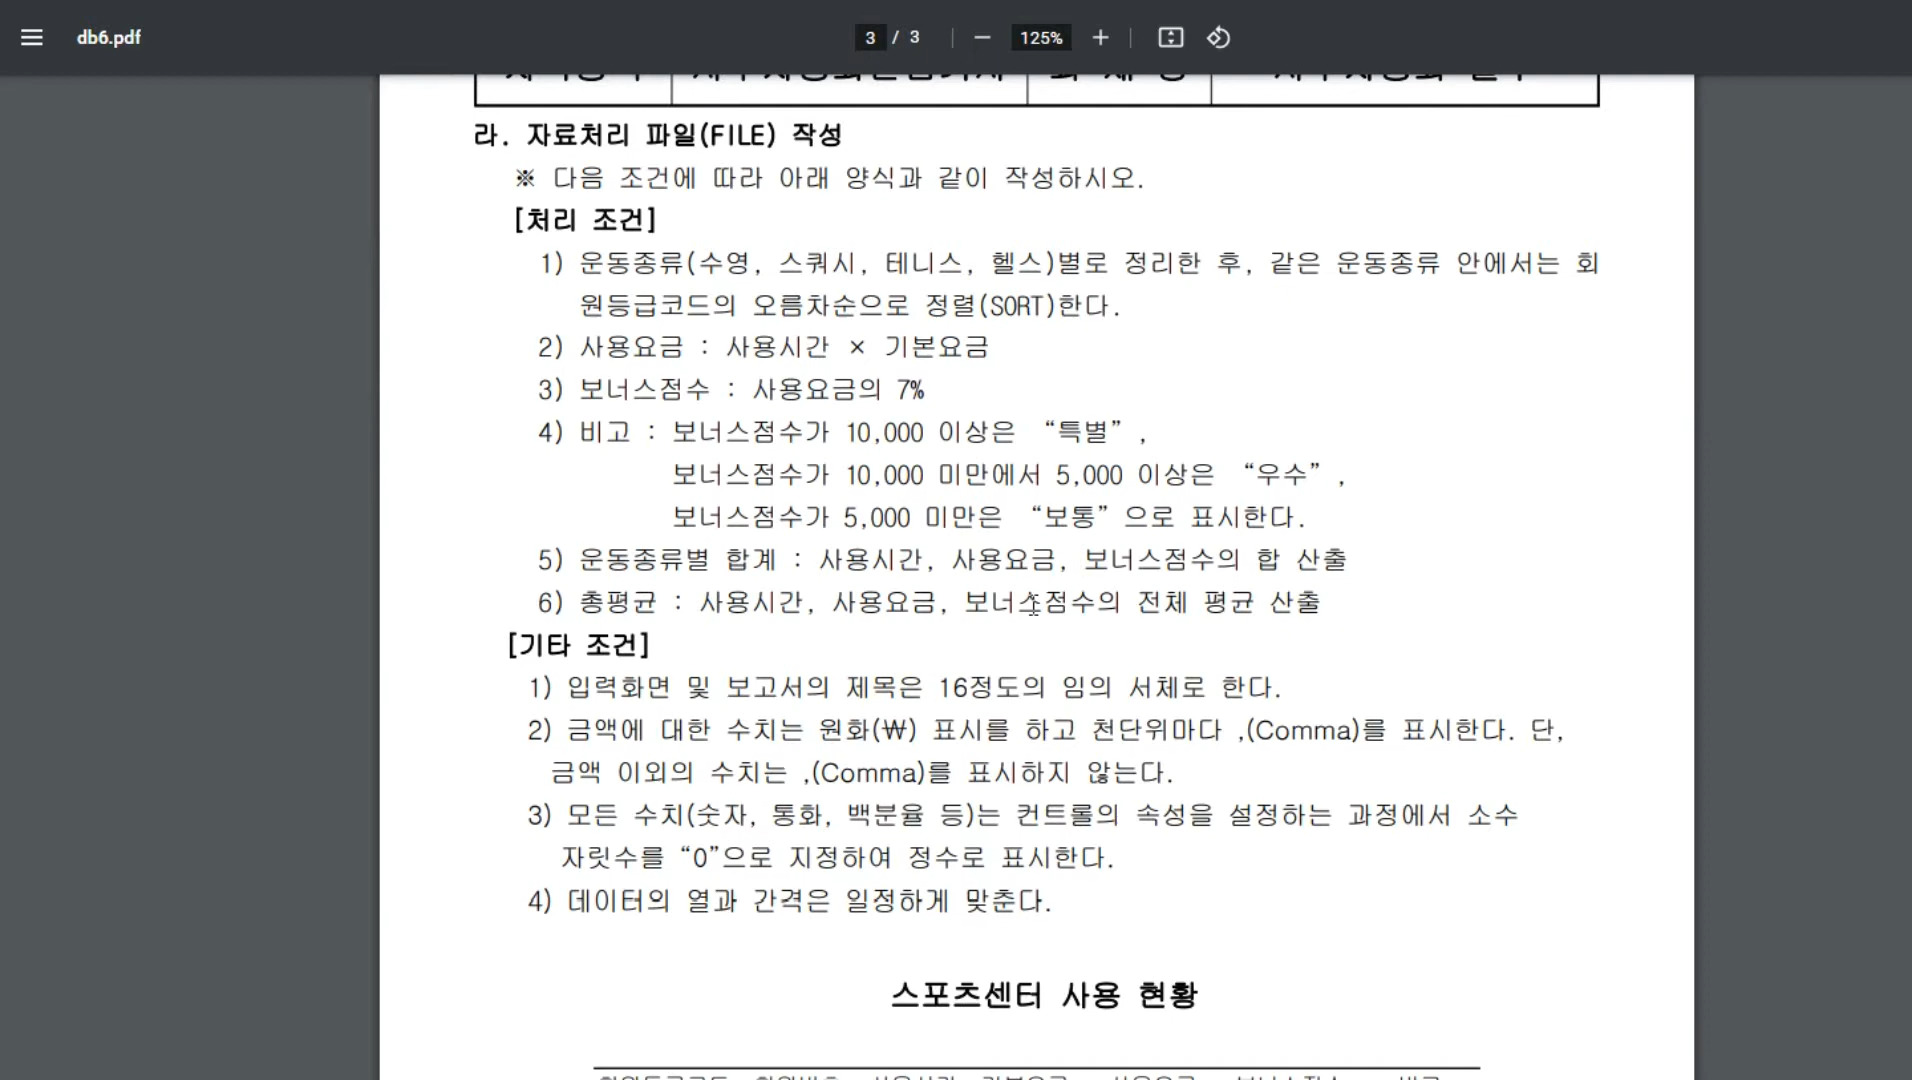 db6.pdf
3 / 3
125%
라. 자료처리 파일(FILE) 작성
※ 다음 조건에 따라 아래 양식과 같이 작성하시오.
[처리 조건]
1) 운동종류(수영, 스쿼시, 테니스, 헬스)별로 정리한 후, 같은 운동종류 안에서는 회
원등급코드의 오름차순으로 정렬(SORT)한다.
2) 사용요금 : 사용시간 × 기본요금
3) 보너스점수 : 사용요금의 7%
4) 비고 : 보너스점수가 10,000 이상은 “특별”,
보너스점수가 10,000 미만에서 5,000 이상은 “우수”,
보너스점수가 5,000 미만은 “보통”으로 표시한다.
5) 운동종류별 합계 : 사용시간, 사용요금, 보너스점수의 합 산출
6) 총평균 : 사용시간, 사용요금, 보너스점수의 전체 평균 산출
[기타 조건]
1) 입력화면 및 보고서의 제목은 16정도의 임의 서체로 한다.
2) 금액에 대한 수치는 원화(₩) 표시를 하고 천단위마다 ,(Comma)를 표시한다. 단,
금액 이외의 수치는 ,(Comma)를 표시하지 않는다.
3) 모든 수치(숫자, 통화, 백분율 등)는 컨트롤의 속성을 설정하는 과정에서 소수
자릿수를 “0”으로 지정하여 정수로 표시한다.
4) 데이터의 열과 간격은 일정하게 맞춘다.
스포츠센터 사용 현황